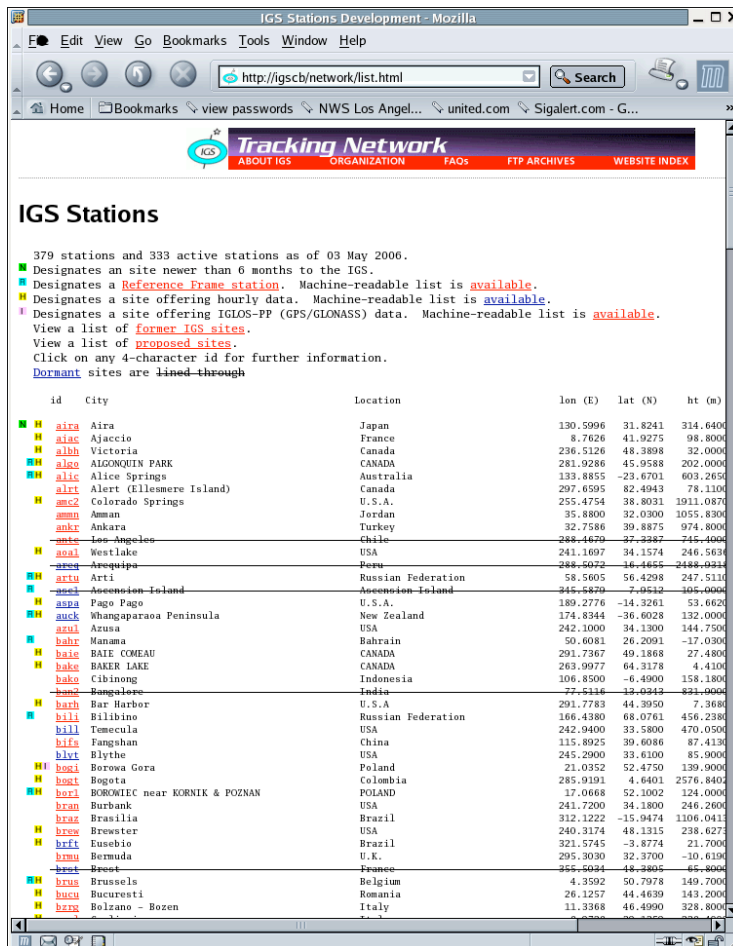 IGS Stations Development - Mozilla
Edit View Go Bookmarks Tools Window Help
http://igscb/network/list.html Search
Home Bookmarks view passwords NWS Los Angel... united.com Sigalert.com - G... »
IGS Tracking Network
ABOUT IGS ORGANIZATION FAQs FTP ARCHIVES WEBSITE INDEX
IGS Stations
379 stations and 333 active stations as of 03 May 2006.
N Designates an site newer than 6 months to the IGS.
R Designates a Reference Frame station. Machine-readable list is available.
H Designates a site offering hourly data. Machine-readable list is available.
I Designates a site offering IGLOS-PP (GPS/GLONASS) data. Machine-readable list is available.
View a list of former IGS sites.
View a list of proposed sites.
Click on any 4-character id for further information.
Dormant sites are lined through
id City Location lon (E) lat (N) ht (m)
N H aira Aira Japan 130.5996 31.8241 314.6400
H ajac Ajaccio France 8.7626 41.9275 98.8000
H albh Victoria Canada 236.5126 48.3898 32.0000
R H algo ALGONQUIN PARK CANADA 281.9286 45.9588 202.0000
R H alic Alice Springs Australia 133.8855 -23.6701 603.2650
alrt Alert (Ellesmere Island) Canada 297.6595 82.4943 78.1100
H amc2 Colorado Springs U.S.A. 255.4754 38.8031 1911.0870
ammn Amman Jordan 35.8800 32.0300 1055.8300
ankr Ankara Turkey 32.7586 39.8875 974.8000
antc Los Angeles Chile 288.4679 37.3387 745.4000
H aoa1 Westlake USA 241.1697 34.1574 246.5636
areq Arequipa Peru 288.5072 16.4655 2488.9318
R H artu Arti Russian Federation 58.5605 56.4298 247.5110
R asc1 Ascension Island Ascension Island 345.5879 7.9512 105.0000
H aspa Pago Pago U.S.A. 189.2776 -14.3261 53.6620
R H auck Whangaparaoa Peninsula New Zealand 174.8344 -36.6028 132.0000
azu1 Azusa USA 242.1000 34.1300 144.7500
R bahr Manama Bahrain 50.6081 26.2091 -17.0300
H baie BAIE COMEAU CANADA 291.7367 49.1868 27.4800
H bake BAKER LAKE CANADA 263.9977 64.3178 4.4100
bako Cibinong Indonesia 106.8500 -6.4900 158.1800
ban2 Bangalore India 77.5116 13.0343 831.9000
H barh Bar Harbor U.S.A 291.7783 44.3950 7.3680
R bili Bilibino Russian Federation 166.4380 68.0761 456.2380
bill Temecula USA 242.9400 33.5800 470.0500
bjfs Fangshan China 115.8925 39.6086 87.4130
blyt Blythe USA 245.2900 33.6100 85.9000
H I bogi Borowa Gora Poland 21.0352 52.4750 139.9000
H bogt Bogota Colombia 285.9191 4.6401 2576.8402
R H bor1 BOROWIEC near KORNIK & POZNAN POLAND 17.0668 52.1002 124.0000
bran Burbank USA 241.7200 34.1800 246.2600
braz Brasilia Brazil 312.1222 -15.9474 1106.0413
H brew Brewster USA 240.3174 48.1315 238.6273
H brft Eusebio Brazil 321.5745 -3.8774 21.7000
brmu Bermuda U.K. 295.3030 32.3700 -10.6190
brst Brest France 355.5034 48.3805 65.8000
R H brus Brussels Belgium 4.3592 50.7978 149.7000
H bucu Bucuresti Romania 26.1257 44.4639 143.2000
H bzrg Bolzano - Bozen Italy 11.3368 46.4990 328.8000